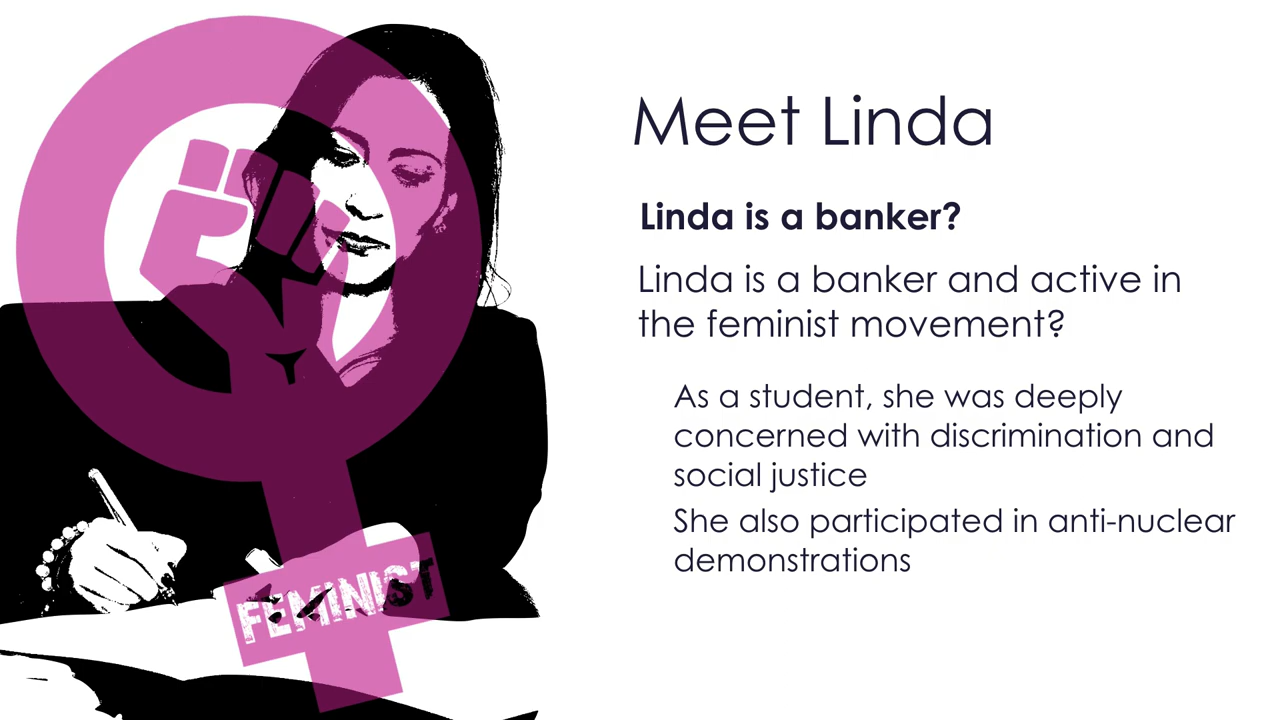 Meet Linda
Linda is a banker?
Linda is a banker and active in
the feminist movement?
As a student, she was deeply
concerned with discrimination and
social justice
She also participated in anti-nuclear
demonstrations
FEMINIST